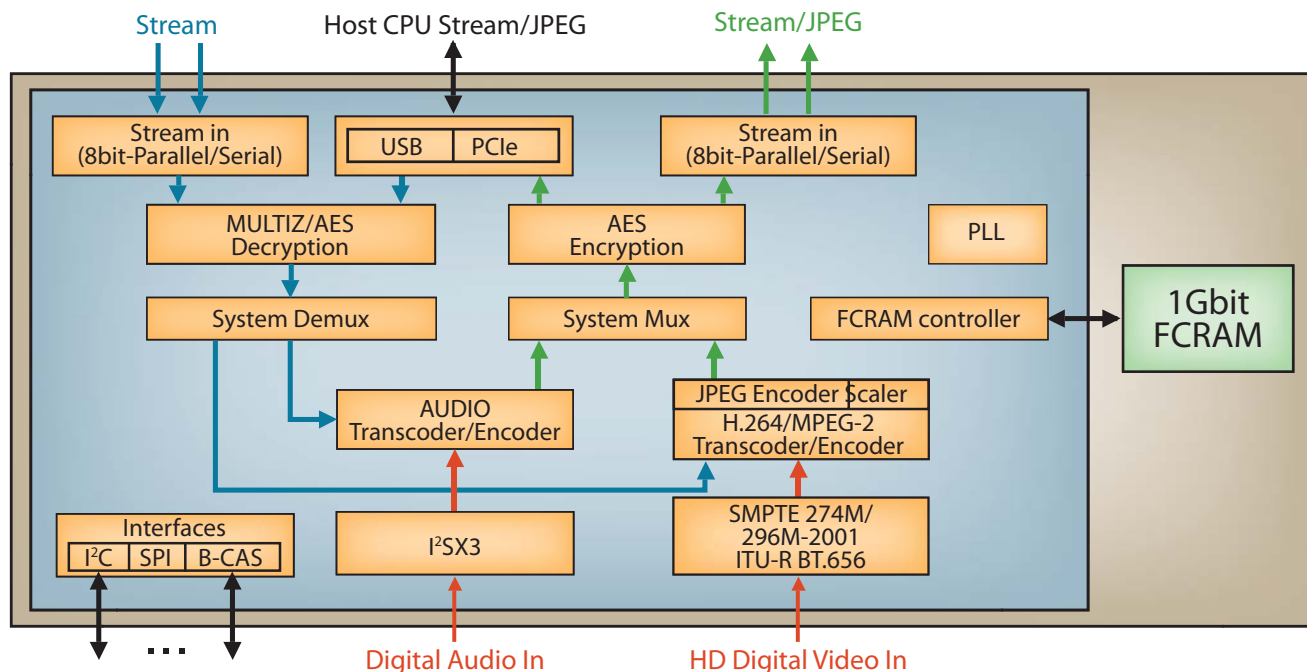 Stream
Host CPU Stream/JPEG
Stream/JPEG
Stream in
(8bit-Parallel/Serial)
USB
PCIe
Stream in
(8bit-Parallel/Serial)
MULTIZ/AES
Decryption
AES
Encryption
PLL
System Demux
System Mux
FCRAM controller
1Gbit
FCRAM
AUDIO
Transcoder/Encoder
JPEG Encoder
Scaler
H.264/MPEG-2
Transcoder/Encoder
Interfaces
I²C
SPI
B-CAS
I²SX3
SMPTE 274M/
296M-2001
ITU-R BT.656
...
Digital Audio In
HD Digital Video In